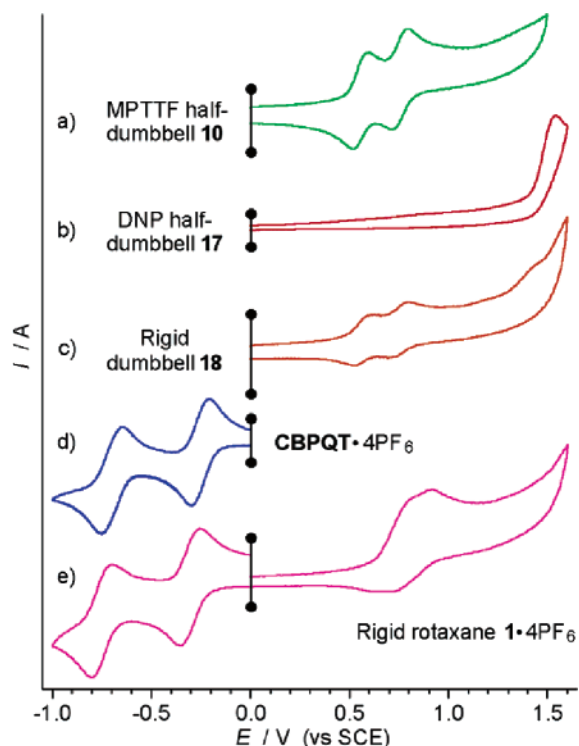 a) MPTTF half-
dumbbell 10
b) DNP half-
dumbbell 17
c) Rigid
dumbbell 18
d) CBPQT•4PF6
e)
Rigid rotaxane 1•4PF6
I / A
-1.0 -0.5 0.0 0.5 1.0 1.5
E / V (vs SCE)